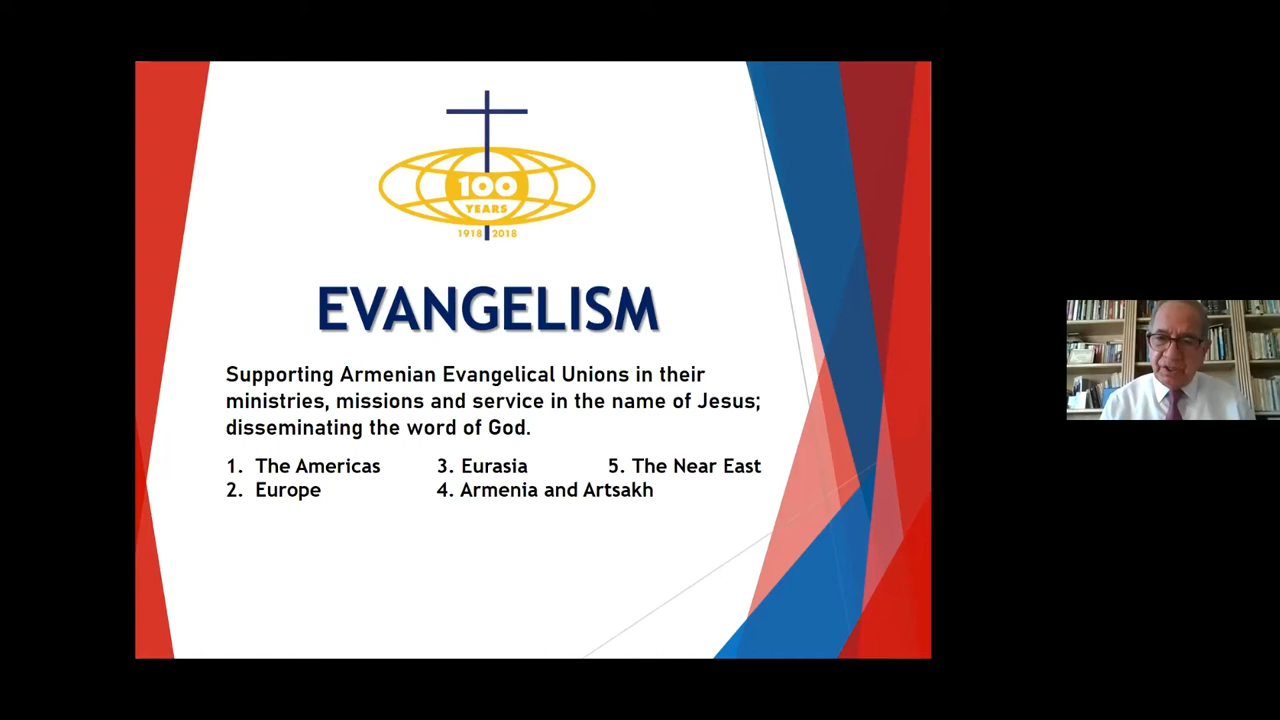 100
YEARS
1918 2018
EVANGELISM
Supporting Armenian Evangelical Unions in their
ministries, missions and service in the name of Jesus;
disseminating the word of God.
1. The Americas 3. Eurasia 5. The Near East
2. Europe 4. Armenia and Artsakh